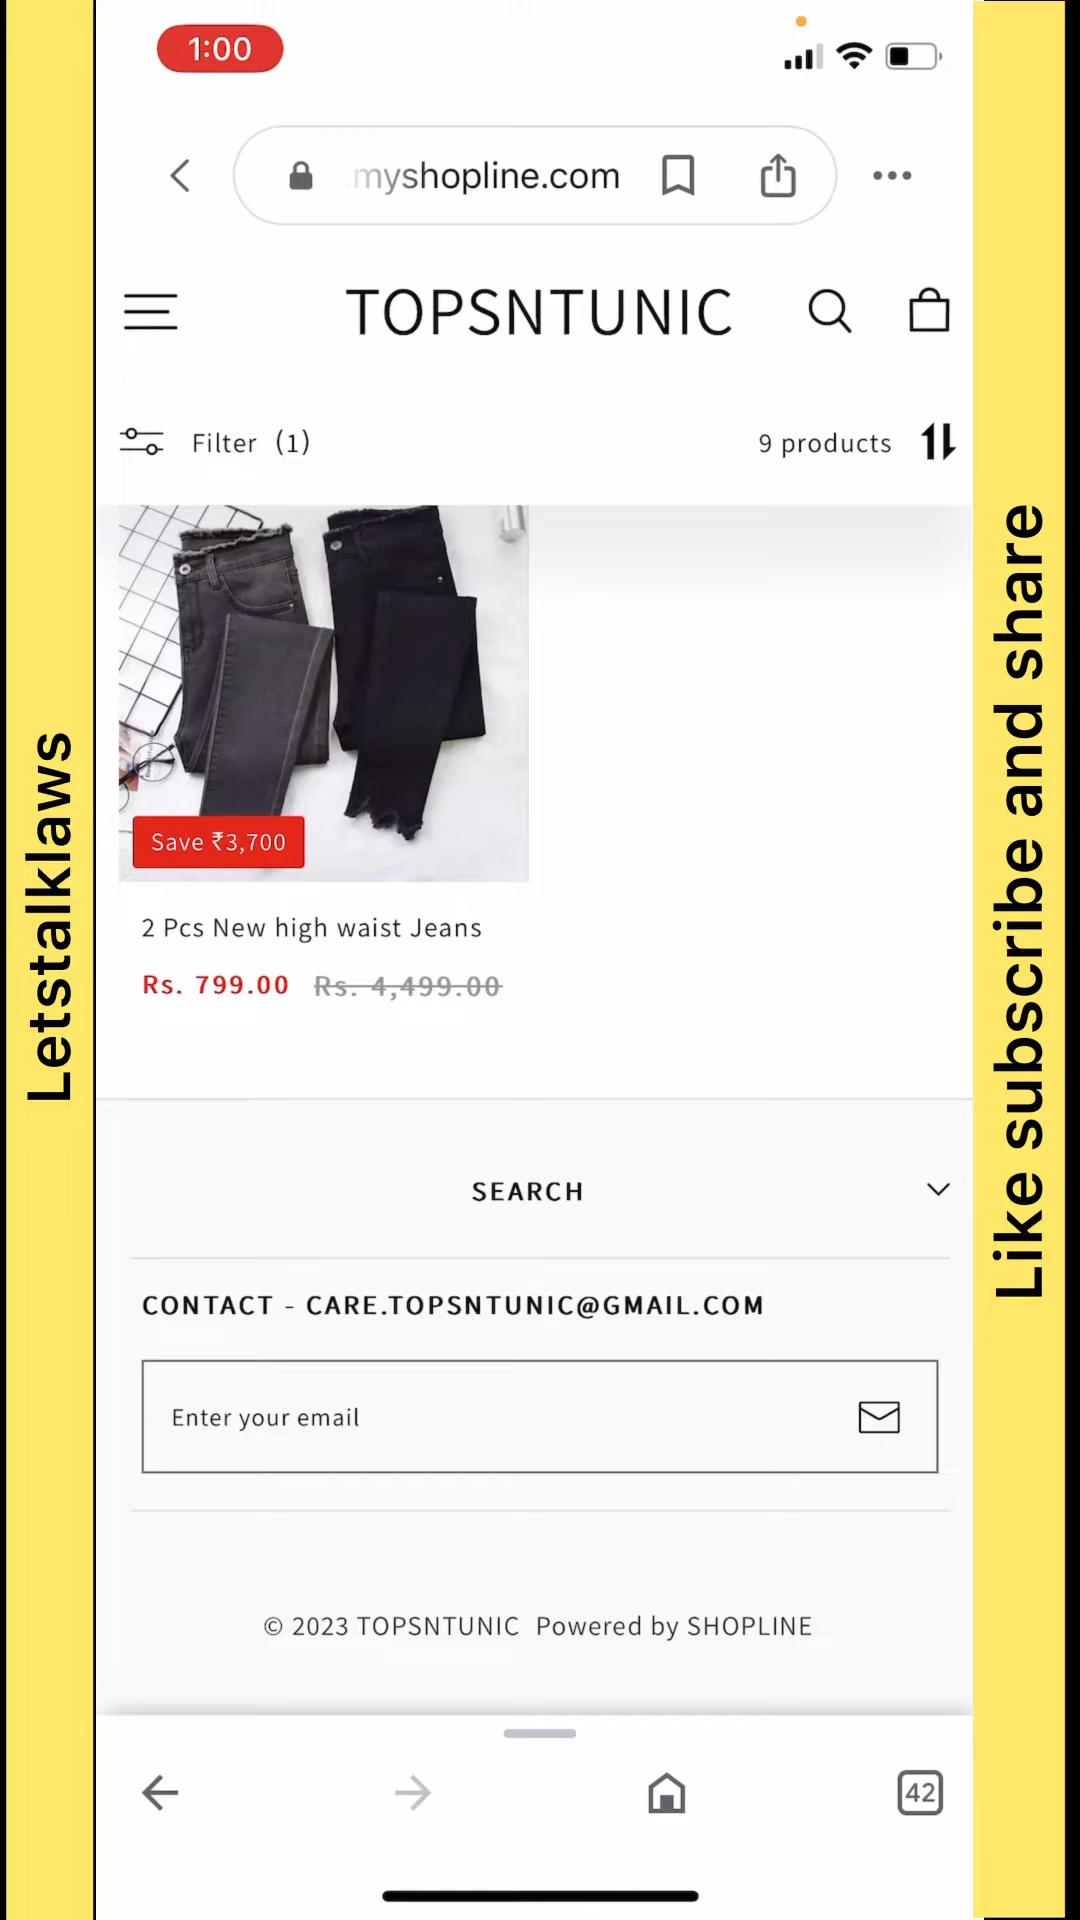 1:00
myshopline.com
TOPSNTUNIC
Filter (1)
9 products
Save ₹3,700
2 Pcs New high waist Jeans
Rs. 799.00 Rs. 4,499.00
SEARCH
CONTACT - CARE.TOPSNTUNIC@GMAIL.COM
Enter your email
© 2023 TOPSNTUNIC Powered by SHOPLINE
42
Letstalklaws
Like subscribe and share